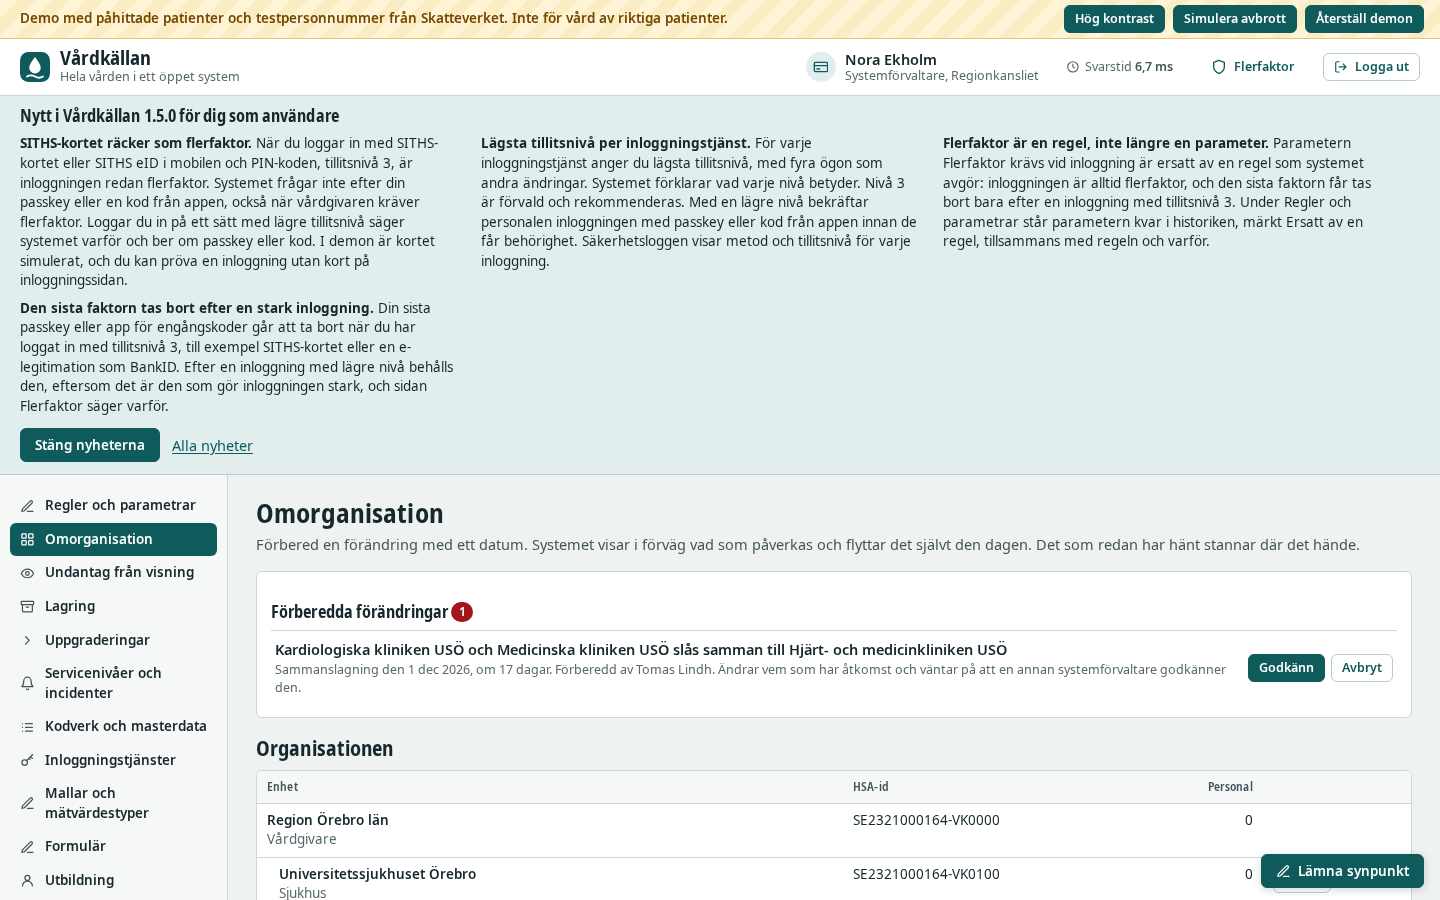 Demo med påhittade patienter och testpersonnummer från Skatteverket. Inte för vård av riktiga patienter.
Hög kontrast
Simulera avbrott
Återställ demon
Vårdkällan
Hela vården i ett öppet system
Nora Ekholm
Systemförvaltare, Regionkansliet
Svarstid 6,7 ms
Flerfaktor
Logga ut
Nytt i Vårdkällan 1.5.0 för dig som användare
SITHS-kortet räcker som flerfaktor. När du loggar in med SITHS-
kortet eller SITHS eID i mobilen och PIN-koden, tillitsnivå 3, är
inloggningen redan flerfaktor. Systemet frågar inte efter din
passkey eller en kod från appen, också när vårdgivaren kräver
flerfaktor. Loggar du in på ett sätt med lägre tillitsnivå säger
systemet varför och ber om passkey eller kod. I demon är kortet
simulerat, och du kan pröva en inloggning utan kort på
inloggningssidan.
Lägsta tillitsnivå per inloggningstjänst. För varje
inloggningstjänst anger du lägsta tillitsnivå, med fyra ögon som
andra ändringar. Systemet förklarar vad varje nivå betyder. Nivå 3
är förvald och rekommenderas. Med en lägre nivå bekräftar
personalen inloggningen med passkey eller kod från appen innan de
får behörighet. Säkerhetsloggen visar metod och tillitsnivå för varje
inloggning.
Flerfaktor är en regel, inte längre en parameter. Parametern
Flerfaktor krävs vid inloggning är ersatt av en regel som systemet
avgör: inloggningen är alltid flerfaktor, och den sista faktorn får tas
bort bara efter en inloggning med tillitsnivå 3. Under Regler och
parametrar står parametern kvar i historiken, märkt Ersatt av en
regel, tillsammans med regeln och varför.
Den sista faktorn tas bort efter en stark inloggning. Din sista
passkey eller app för engångskoder går att ta bort när du har
loggat in med tillitsnivå 3, till exempel SITHS-kortet eller en e-
legitimation som BankID. Efter en inloggning med lägre nivå behålls
den, eftersom det är den som gör inloggningen stark, och sidan
Flerfaktor säger varför.
Stäng nyheterna
Alla nyheter
Regler och parametrar
Omorganisation
Undantag från visning
Lagring
Uppgraderingar
Servicenivåer och
incidenter
Kodverk och masterdata
Inloggningstjänster
Mallar och
mätvärdestyper
Formulär
Utbildning
Omorganisation
Förbered en förändring med ett datum. Systemet visar i förväg vad som påverkas och flyttar det självt den dagen. Det som redan har hänt stannar där det hände.
Förberedda förändringar 1
Kardiologiska kliniken USÖ och Medicinska kliniken USÖ slås samman till Hjärt- och medicinkliniken USÖ
Sammanslagning den 1 dec 2026, om 17 dagar. Förberedd av Tomas Lindh. Ändrar vem som har åtkomst och väntar på att en annan systemförvaltare godkänner
den.
Godkänn
Avbryt
Organisationen
Enhet
HSA-id
Personal
Region Örebro län
SE2321000164-VK0000
0
Vårdgivare
Universitetssjukhuset Örebro
SE2321000164-VK0100
0
Sjukhus
Lämna synpunkt